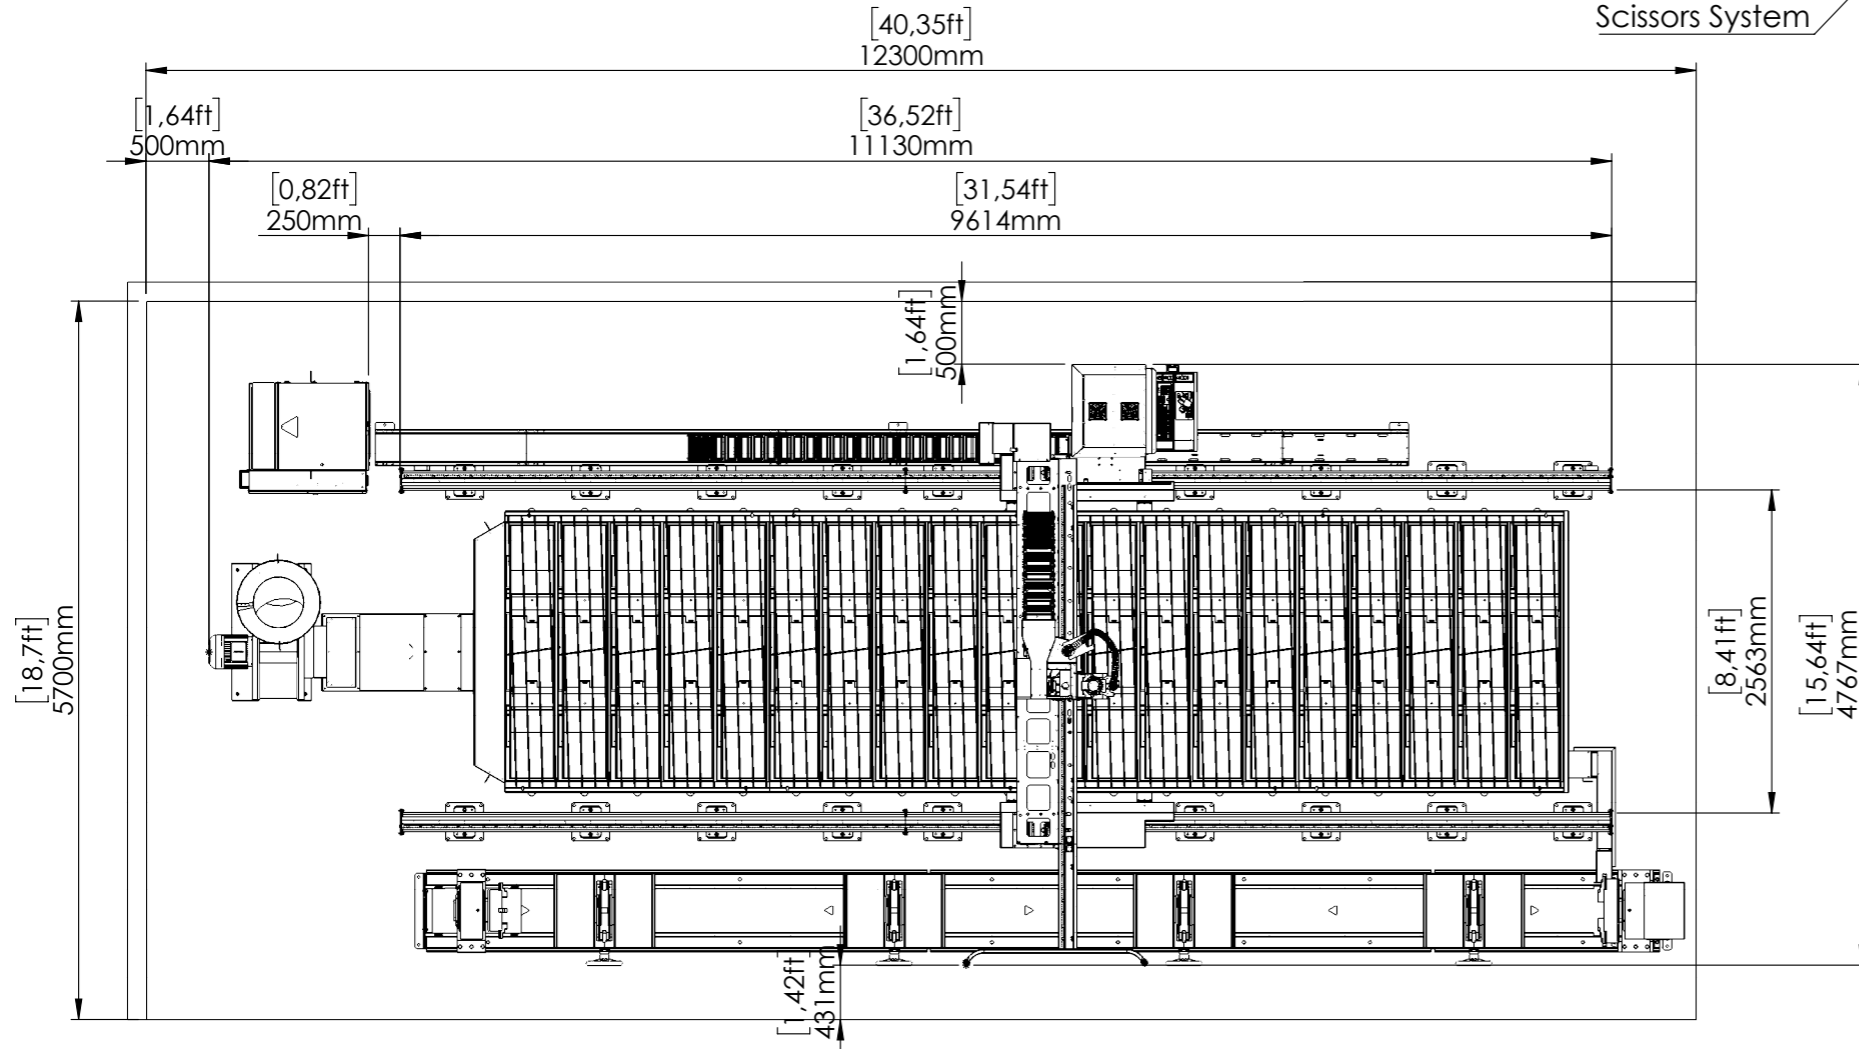 Scissors System
[40,35ft]
12300mm
[1,64ft]
500mm
[36,52ft]
11130mm
[0,82ft]
250mm
[31,54ft]
9614mm
[1,64ft]
500mm
[18,7ft]
5700mm
[8,41ft]
2563mm
[15,64ft]
4767mm
[1,42ft]
431mm